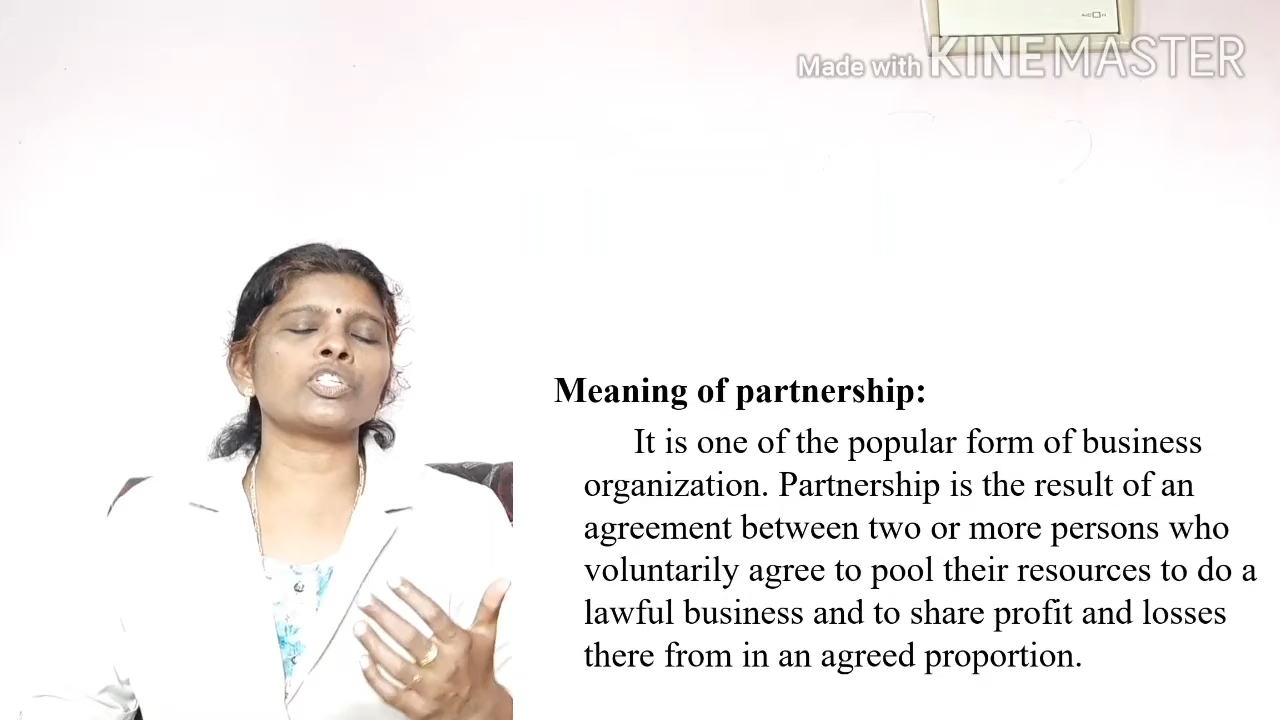 Made with KINEMASTER
Meaning of partnership:
It is one of the popular form of business
organization. Partnership is the result of an
agreement between two or more persons who
voluntarily agree to pool their resources to do a
lawful business and to share profit and losses
there from in an agreed proportion.